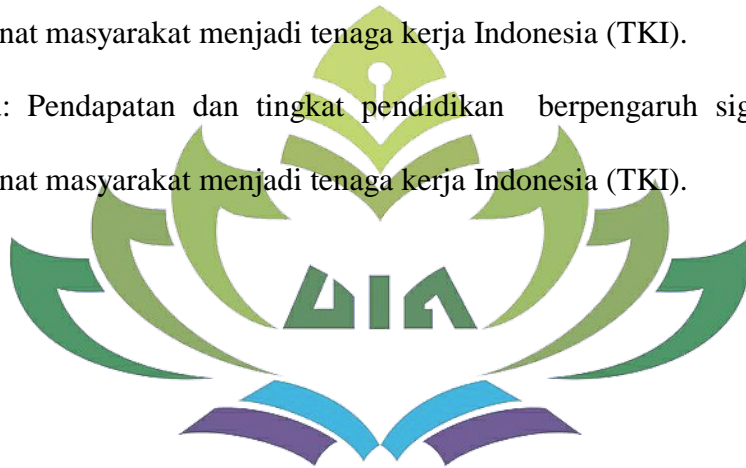 nat masyarakat menjadi tenaga kerja Indonesia (TKI).
: Pendapatan dan tingkat pendidikan berpengaruh sig
nat masyarakat menjadi tenaga kerja Indonesia (TKI).